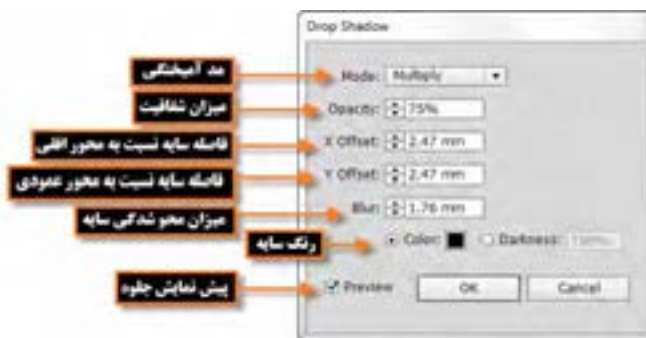 Drop Shadow
مد آمیختگی
Mode: Multiply
میزان شفافیت
Opacity: 75%
فاصله سایه نسبت به محور افقی
X Offset: 2.47 mm
فاصله سایه نسبت به محور عمودی
Y Offset: 2.47 mm
میزان محو شدگی سایه
Blur: 1.76 mm
رنگ سایه
Color: Darkness:
پیش نمایش جلوه
Preview OK Cancel